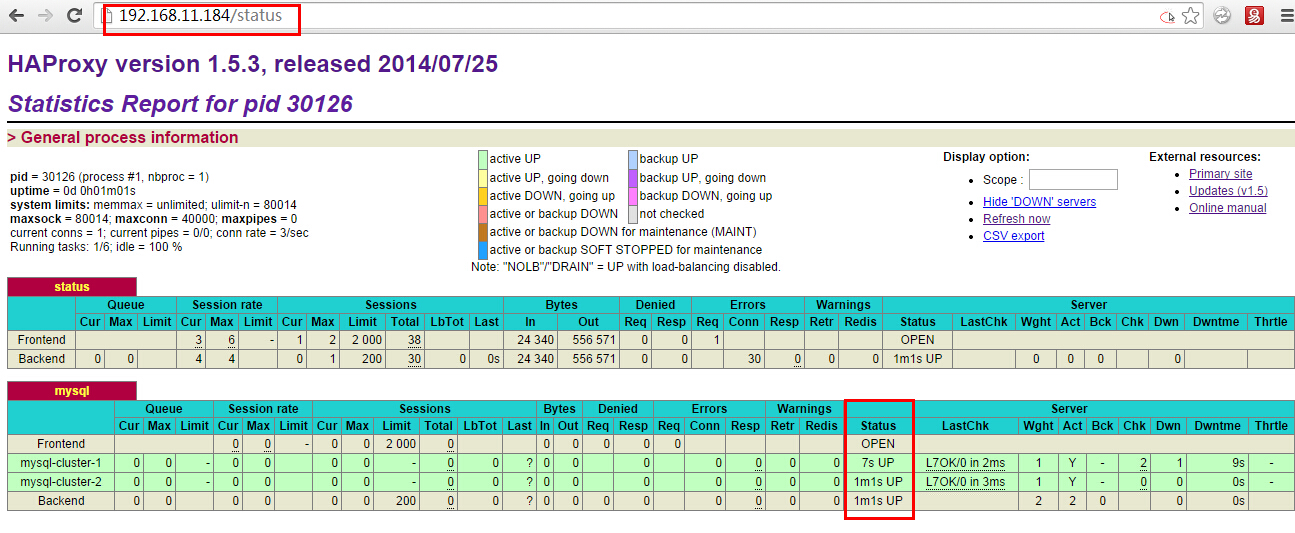 192.168.11.184/status
HAProxy version 1.5.3, released 2014/07/25
Statistics Report for pid 30126
> General process information
pid = 30126 (process #1, nbproc = 1)
uptime = 0d 0h01m01s
system limits: memmax = unlimited; ulimit-n = 80014
maxsock = 80014; maxconn = 40000; maxpipes = 0
current conns = 1; current pipes = 0/0; conn rate = 3/sec
Running tasks: 1/6; idle = 100 %
active UP backup UP
active UP, going down backup UP, going down
active DOWN, going up backup DOWN, going up
active or backup DOWN not checked
active or backup DOWN for maintenance (MAINT)
active or backup SOFT STOPPED for maintenance
Note: "NOLB"/"DRAIN" = UP with load-balancing disabled.
Display option:
Scope :
Hide 'DOWN' servers
Refresh now
CSV export
External resources:
Primary site
Updates (v1.5)
Online manual
status
Queue Session rate Sessions Bytes Denied Errors Warnings Server
Cur Max Limit Cur Max Limit Cur Max Limit Total LbTot Last In Out Req Resp Req Conn Resp Retr Redis Status LastChk Wght Act Bck Chk Dwn Dwntme Thrtle
Frontend 3 6 - 1 2 2 000 38 24 340 556 571 0 0 1 OPEN
Backend 0 0 4 4 0 1 200 30 0 0s 24 340 556 571 0 0 30 0 0 0 1m1s UP 0 0 0 0
mysql
Queue Session rate Sessions Bytes Denied Errors Warnings Server
Cur Max Limit Cur Max Limit Cur Max Limit Total LbTot Last In Out Req Resp Req Conn Resp Retr Redis Status LastChk Wght Act Bck Chk Dwn Dwntme Thrtle
Frontend 0 0 - 0 0 2 000 0 0 0 0 0 0 OPEN
mysql-cluster-1 0 0 - 0 0 0 0 - 0 0 ? 0 0 0 0 0 0 0 7s UP L7OK/0 in 2ms 1 Y - 2 1 9s -
mysql-cluster-2 0 0 - 0 0 0 0 - 0 0 ? 0 0 0 0 0 0 0 1m1s UP L7OK/0 in 3ms 1 Y - 0 0 0s -
Backend 0 0 0 0 0 0 200 0 0 ? 0 0 0 0 0 0 0 0 1m1s UP 2 2 0 0 0s